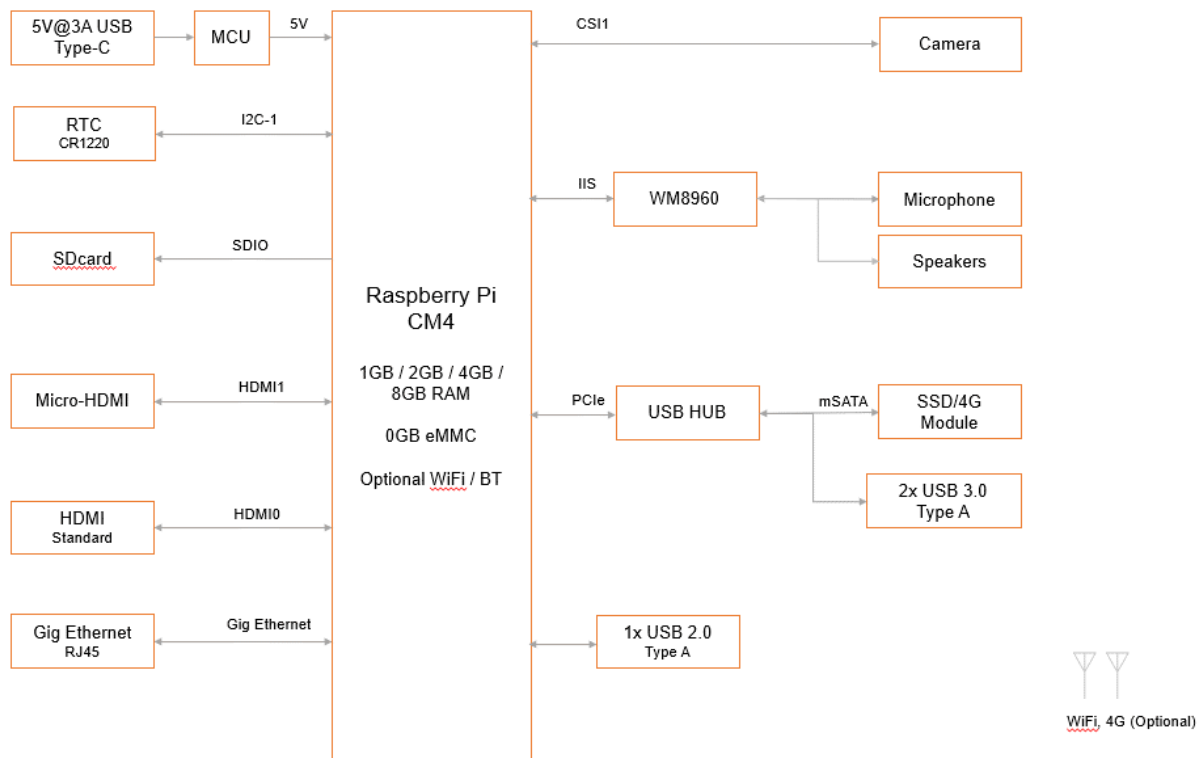 5V@3A USB
Type-C
MCU
5V
RTC
CR1220
I2C-1
SDcard
SDIO
Micro-HDMI
HDMI1
HDMI
Standard
HDMI0
Gig Ethernet
RJ45
Gig Ethernet
Raspberry Pi
CM4
1GB / 2GB / 4GB /
8GB RAM
0GB eMMC
Optional WiFi / BT
CSI1
Camera
IIS
WM8960
Microphone
Speakers
PCIe
USB HUB
mSATA
SSD/4G
Module
2x USB 3.0
Type A
1x USB 2.0
Type A
WiFi, 4G (Optional)